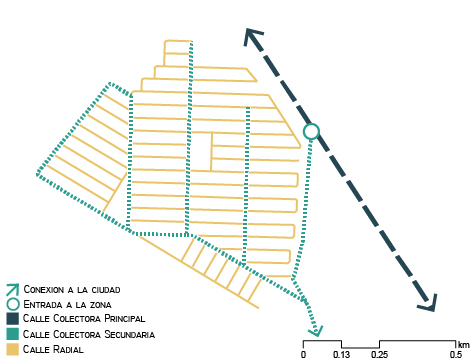 Conexion a la ciudad
Entrada a la zona
Calle Colectora Principal
Calle Colectora Secundaria
Calle Radial
km
0 0.13 0.25 0.5